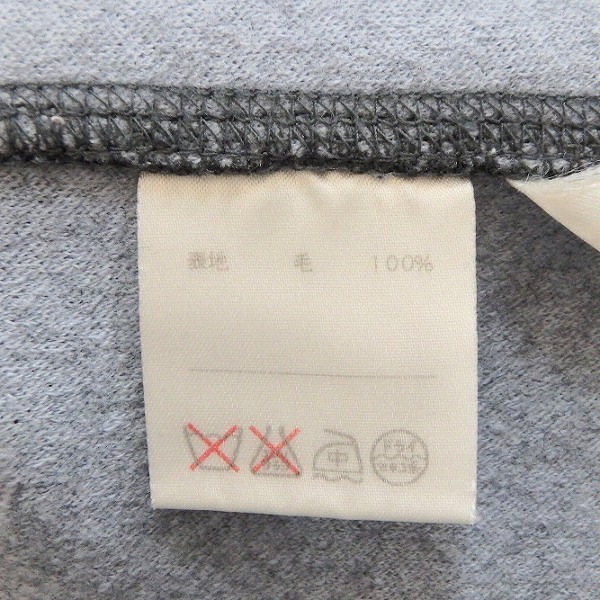 表地 毛 100%
中 ドライ